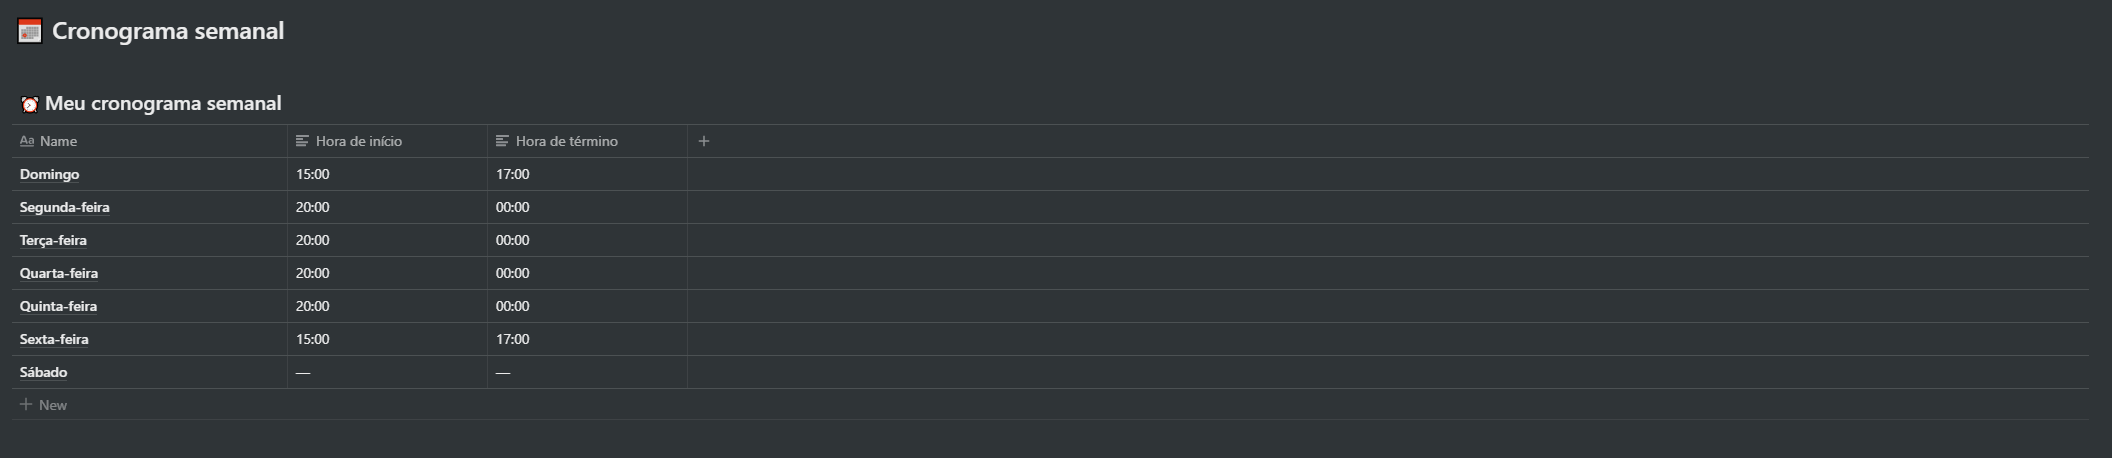 Cronograma semanal
Meu cronograma semanal
Aa Name Hora de início Hora de término +
Domingo 15:00 17:00
Segunda-feira 20:00 00:00
Terça-feira 20:00 00:00
Quarta-feira 20:00 00:00
Quinta-feira 20:00 00:00
Sexta-feira 15:00 17:00
Sábado — —
+ New